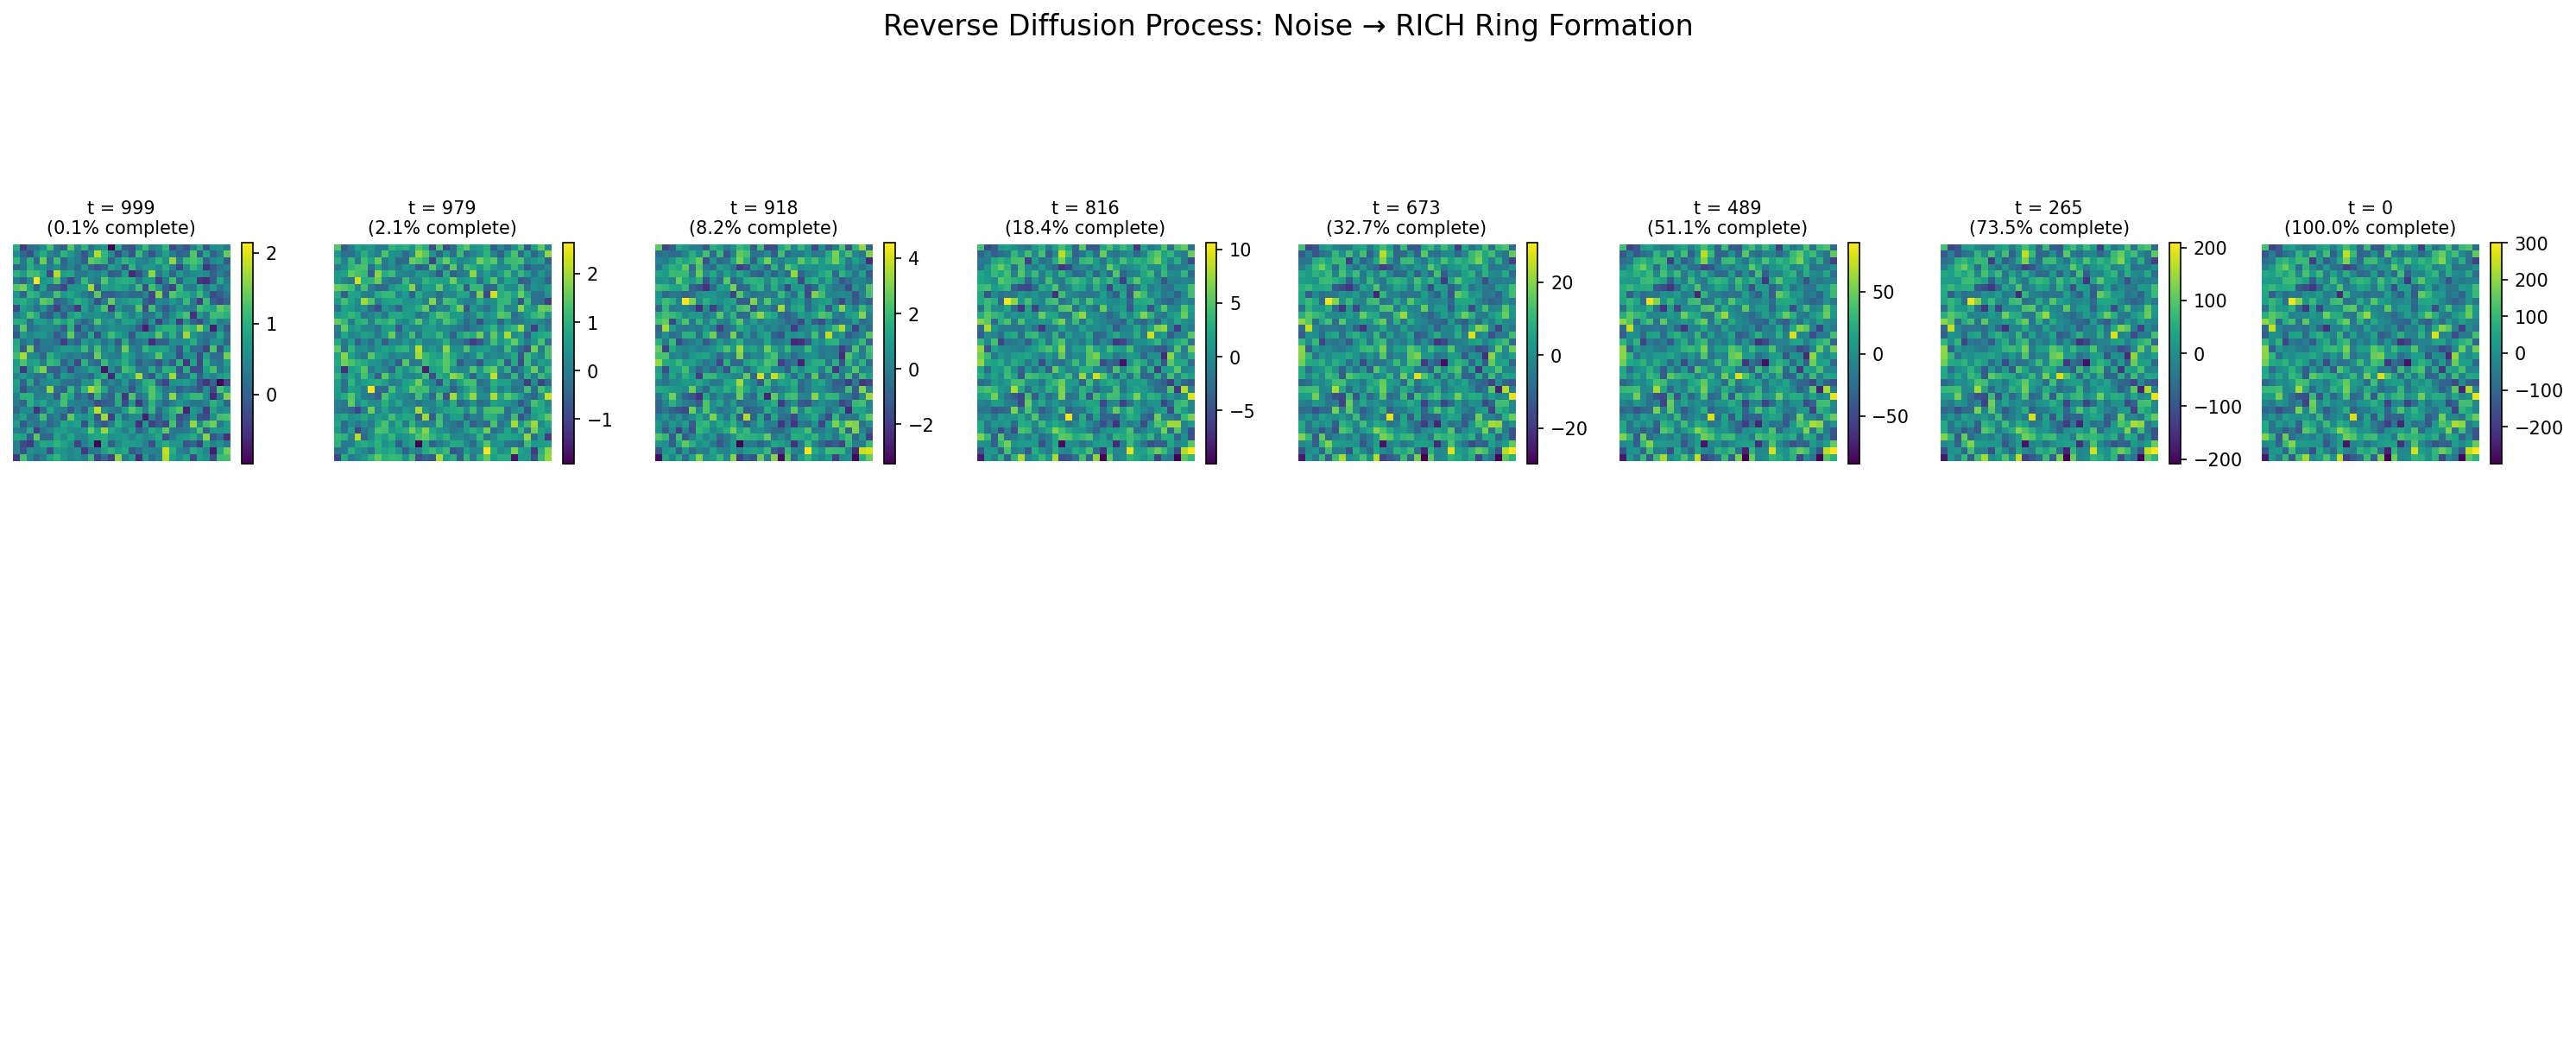 Reverse Diffusion Process: Noise → RICH Ring Formation
t = 999
(0.1% complete)
2
1
0
t = 979
(2.1% complete)
2
1
0
−1
t = 918
(8.2% complete)
4
2
0
−2
t = 816
(18.4% complete)
10
5
0
−5
t = 673
(32.7% complete)
20
0
−20
t = 489
(51.1% complete)
50
0
−50
t = 265
(73.5% complete)
200
100
0
−100
−200
t = 0
(100.0% complete)
300
200
100
0
−100
−200